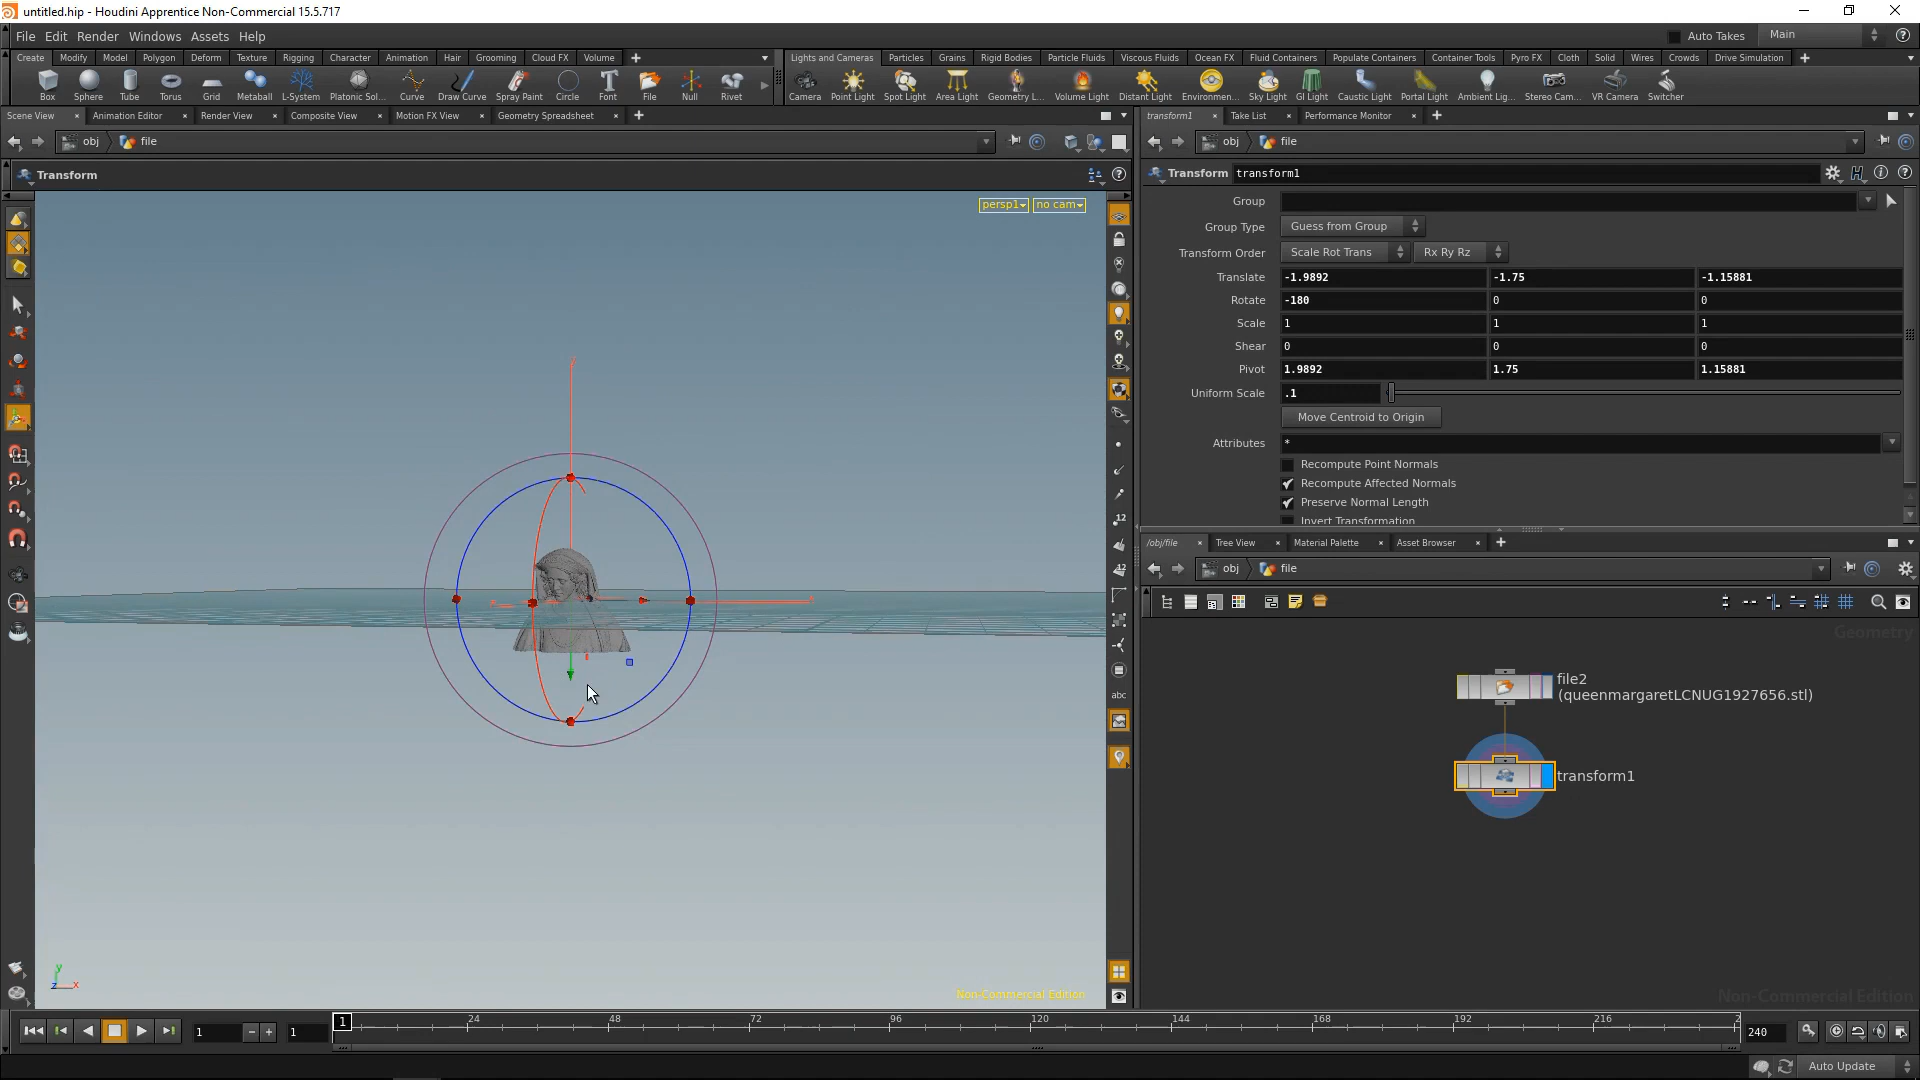 untitled.hip - Houdini Apprentice Non-Commercial 15.5.717
File Edit Render Windows Assets Help
Auto Takes Main
Create Modify Model Polygon Deform Texture Rigging Character Animation Hair Grooming Cloud FX Volume
Lights and Cameras Particles Grains Rigid Bodies Particle Fluids Viscous Fluids Ocean FX Fluid Containers Populate Containers Container Tools Pyro FX Cloth Solid Wires Crowds Drive Simulation
Box Sphere Tube Torus Grid Metaball L-System Platonic Sol... Curve Draw Curve Spray Paint Circle Font File Null Rivet
Camera Point Light Spot Light Area Light Geometry L... Volume Light Distant Light Environmen... Sky Light GI Light Caustic Light Portal Light Ambient Lig... Stereo Cam... VR Camera Switcher
Scene View Animation Editor Render View Composite View Motion FX View Geometry Spreadsheet
transform1 Take List Performance Monitor
obj file
obj file
Transform
Transform transform1
persp1 no cam
Group
Group Type Guess from Group
Transform Order Scale Rot Trans Rx Ry Rz
Translate -1.9892 -1.75 -1.15881
Rotate -180 0 0
Scale 1 1 1
Shear 0 0 0
Pivot 1.9892 1.75 1.15881
Uniform Scale .1
Move Centroid to Origin
Attributes *
Recompute Point Normals
Recompute Affected Normals
Preserve Normal Length
Invert Transformation
12
12
abc
/obj/file Tree View Material Palette Asset Browser
obj file
Geometry
file2
(queenmargaretLCNUG1927656.stl)
transform1
y
z x
Non-Commercial Edition
Non-Commercial Edition
1 1 1 24 48 72 96 120 144 168 192 216 2 240
Auto Update